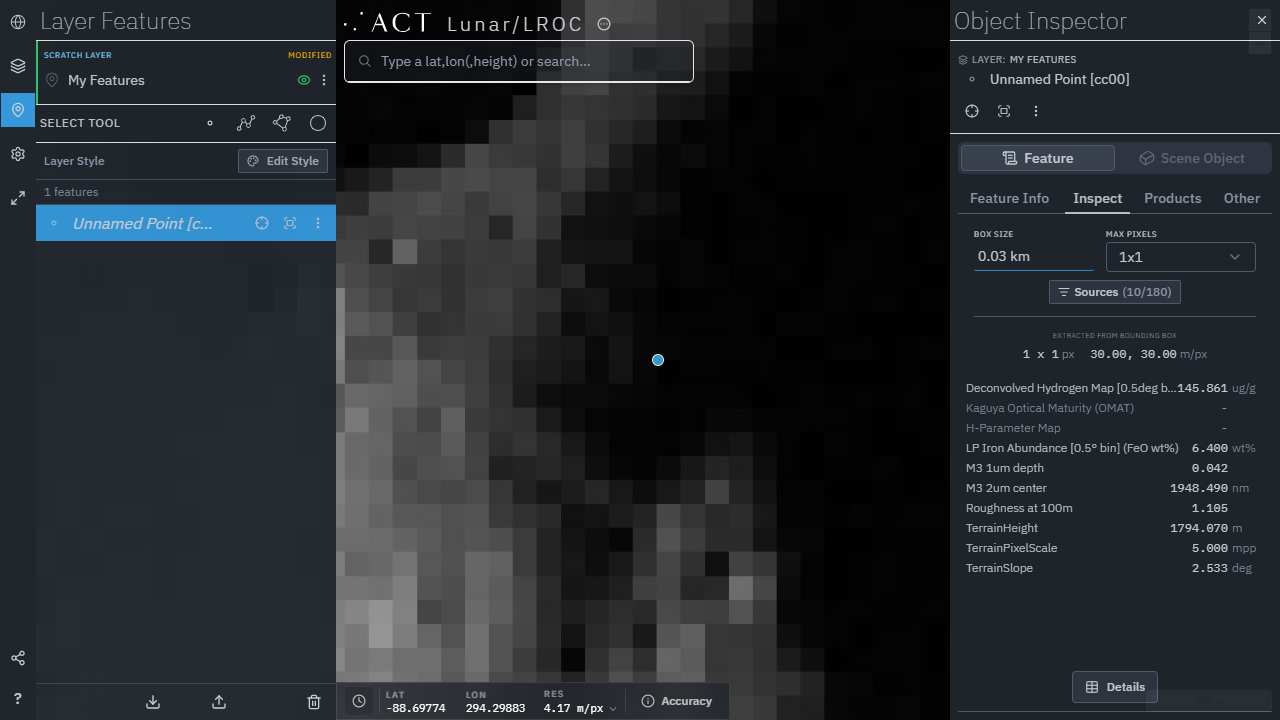 Layer Features
SCRATCH LAYER MODIFIED
My Features
SELECT TOOL
Layer Style Edit Style
1 features
Unnamed Point [c...
ACT Lunar/LROC
Type a lat,lon(,height) or search...
LAT LON RES
-88.69774 294.29883 4.17 m/px
Accuracy
?
Object Inspector
LAYER: MY FEATURES
Unnamed Point [cc00]
Feature Scene Object
Feature Info Inspect Products Other
BOX SIZE MAX PIXELS
0.03 km 1x1
Sources (10/180)
EXTRACTED FROM BOUNDING BOX
1 x 1 px 30.00, 30.00 m/px
Deconvolved Hydrogen Map [0.5deg b... 145.861 ug/g
Kaguya Optical Maturity (OMAT) -
H-Parameter Map -
LP Iron Abundance [0.5° bin] (FeO wt%) 6.400 wt%
M3 1um depth 0.042
M3 2um center 1948.490 nm
Roughness at 100m 1.105
TerrainHeight 1794.070 m
TerrainPixelScale 5.000 mpp
TerrainSlope 2.533 deg
Details